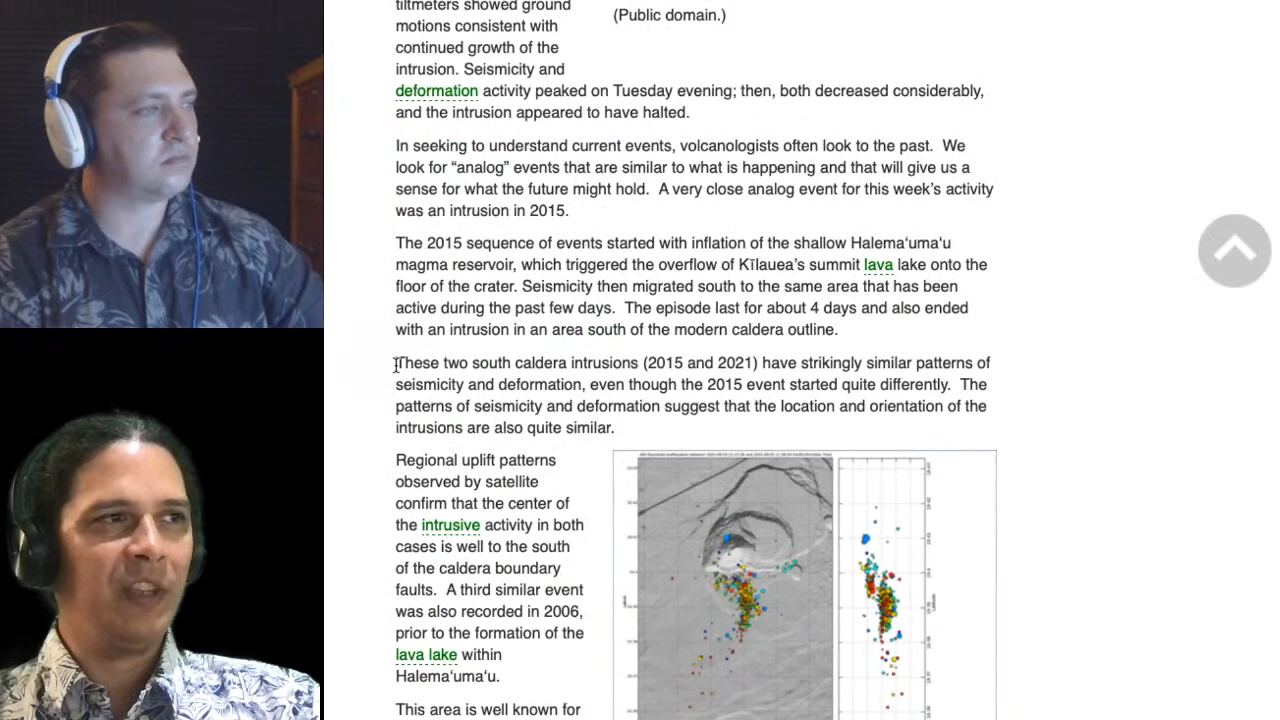 tiltmeters showed ground
motions consistent with
continued growth of the
intrusion. Seismicity and
(Public domain.)
deformation activity peaked on Tuesday evening; then, both decreased considerably,
and the intrusion appeared to have halted.
In seeking to understand current events, volcanologists often look to the past.  We
look for “analog” events that are similar to what is happening and that will give us a
sense for what the future might hold.  A very close analog event for this week’s activity
was an intrusion in 2015.
The 2015 sequence of events started with inflation of the shallow Halemaʻumaʻu
magma reservoir, which triggered the overflow of Kīlauea’s summit lava lake onto the
floor of the crater. Seismicity then migrated south to the same area that has been
active during the past few days.  The episode last for about 4 days and also ended
with an intrusion in an area south of the modern caldera outline.
These two south caldera intrusions (2015 and 2021) have strikingly similar patterns of
seismicity and deformation, even though the 2015 event started quite differently.  The
patterns of seismicity and deformation suggest that the location and orientation of the
intrusions are also quite similar.
Regional uplift patterns
observed by satellite
confirm that the center of
the intrusive activity in both
cases is well to the south
of the caldera boundary
faults.  A third similar event
was also recorded in 2006,
prior to the formation of the
lava lake within
Halemaʻumaʻu.
This area is well known for